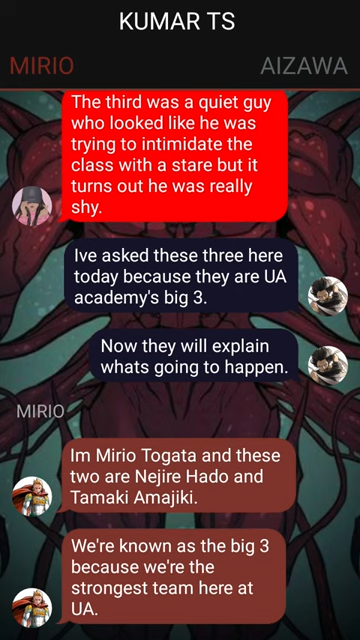 KUMAR TS
MIRIO
AIZAWA
The third was a quiet guy
who looked like he was
trying to intimidate the
class with a stare but it
turns out he was really
shy.
Ive asked these three here
today because they are UA
academy's big 3.
Now they will explain
whats going to happen.
MIRIO
Im Mirio Togata and these
two are Nejire Hado and
Tamaki Amajiki.
We're known as the big 3
because we're the
strongest team here at
UA.